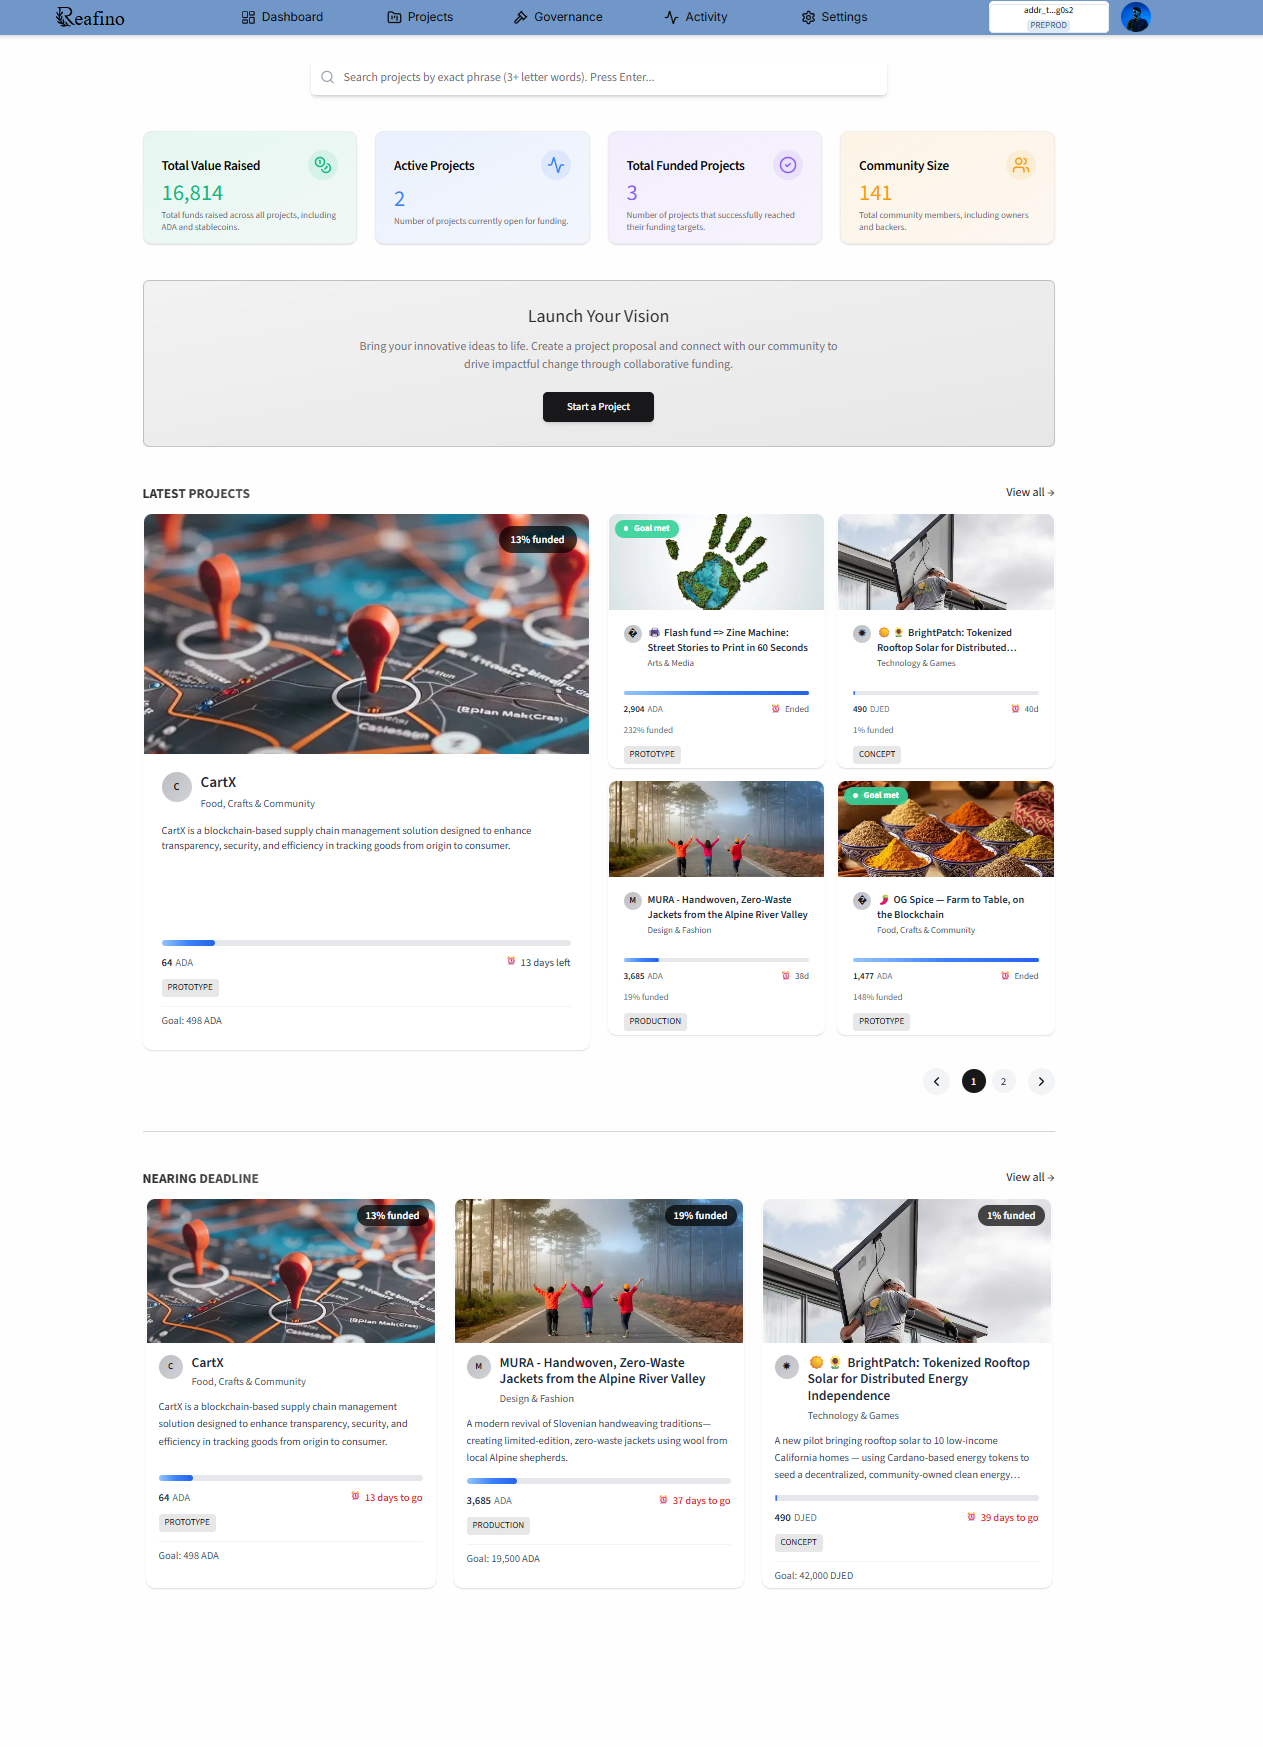 Reafino
Dashboard
Projects
Governance
Activity
Settings
addr_t...g0s2
PREPROD
Search projects by exact phrase (3+ letter words). Press Enter...
Total Value Raised
16,814
Total funds raised across all projects, including
ADA and stablecoins.
Active Projects
2
Number of projects currently open for funding.
Total Funded Projects
3
Number of projects that successfully reached
their funding targets.
Community Size
141
Total community members, including owners
and backers.
Launch Your Vision
Bring your innovative ideas to life. Create a project proposal and connect with our community to
drive impactful change through collaborative funding.
Start a Project
LATEST PROJECTS
View all →
13% funded
C
CartX
Food, Crafts & Community
CartX is a blockchain-based supply chain management solution designed to enhance
transparency, security, and efficiency in tracking goods from origin to consumer.
64 ADA
⏰ 13 days left
PROTOTYPE
Goal: 498 ADA
Goal met
� 📠 Flash fund => Zine Machine:
Street Stories to Print in 60 Seconds
Arts & Media
2,904 ADA
⏰ Ended
232% funded
PROTOTYPE
🌻 BrightPatch: Tokenized
Rooftop Solar for Distributed...
Technology & Games
490 DJED
⏰ 40d
1% funded
CONCEPT
M
MURA - Handwoven, Zero-Waste
Jackets from the Alpine River Valley
Design & Fashion
3,685 ADA
⏰ 38d
19% funded
PRODUCTION
Goal met
� 🌶️ OG Spice — Farm to Table, on
the Blockchain
Food, Crafts & Community
1,477 ADA
⏰ Ended
148% funded
PROTOTYPE
1
2
NEARING DEADLINE
View all →
13% funded
C
CartX
Food, Crafts & Community
CartX is a blockchain-based supply chain management
solution designed to enhance transparency, security, and
efficiency in tracking goods from origin to consumer.
64 ADA
⏰ 13 days to go
PROTOTYPE
Goal: 498 ADA
19% funded
M
MURA - Handwoven, Zero-Waste
Jackets from the Alpine River Valley
Design & Fashion
A modern revival of Slovenian handweaving traditions—
creating limited-edition, zero-waste jackets using wool from
local Alpine shepherds.
3,685 ADA
⏰ 37 days to go
PRODUCTION
Goal: 19,500 ADA
1% funded
🌻 BrightPatch: Tokenized Rooftop
Solar for Distributed Energy
Independence
Technology & Games
A new pilot bringing rooftop solar to 10 low-income
California homes — using Cardano-based energy tokens to
seed a decentralized, community-owned clean energy...
490 DJED
⏰ 39 days to go
CONCEPT
Goal: 42,000 DJED